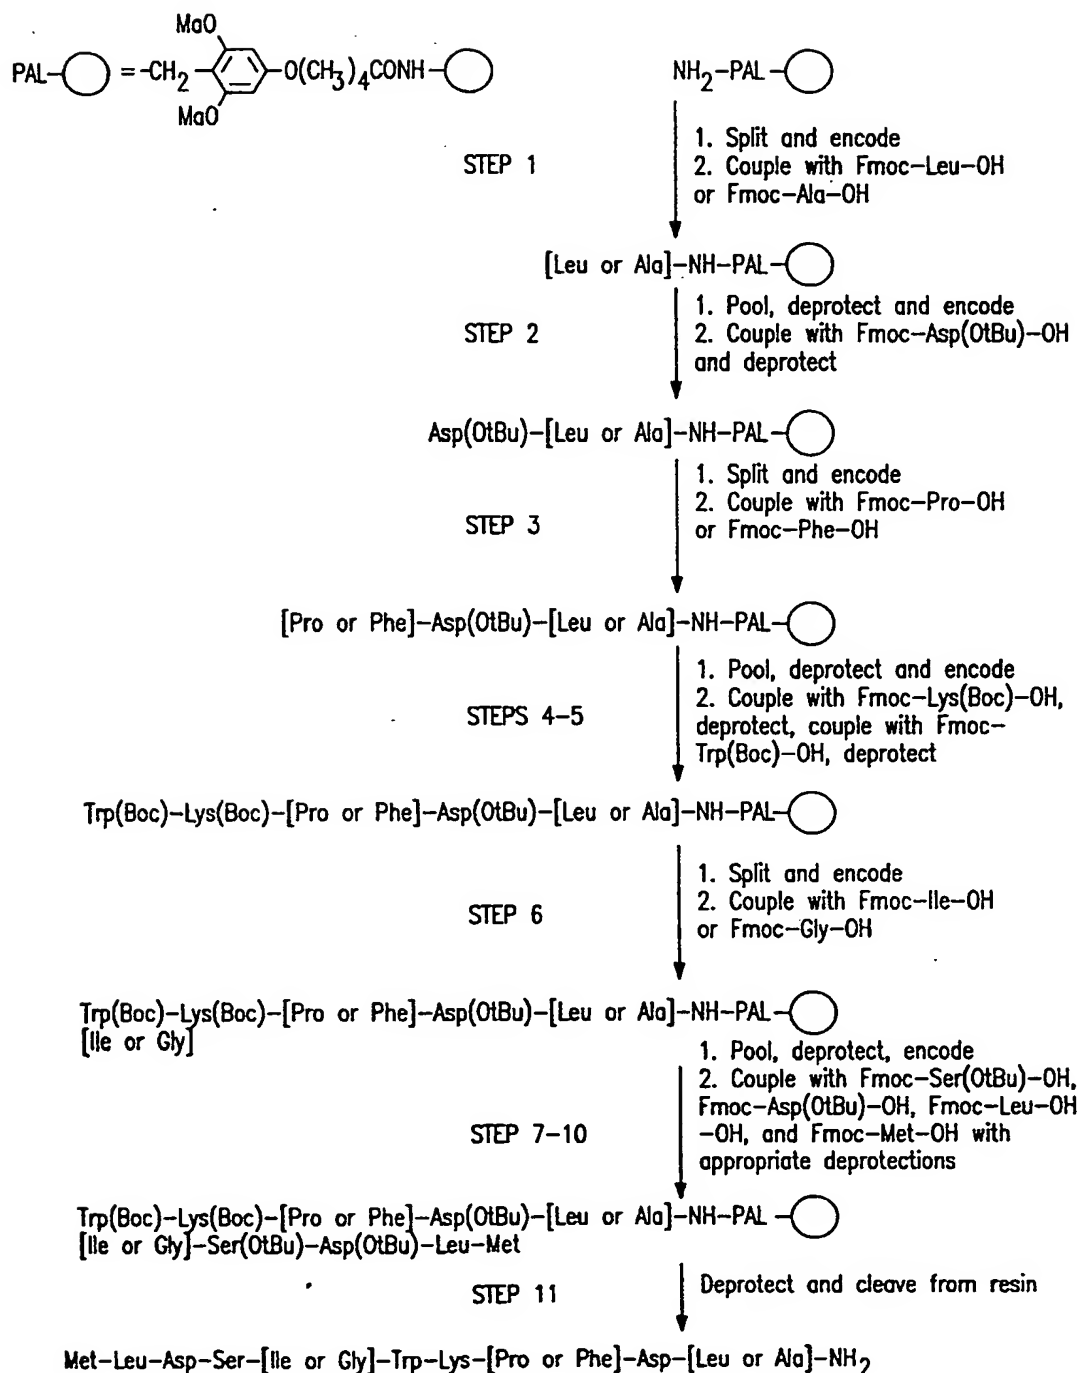 MaO
PAL- =-CH2 -O(CH3)4CONH-
MaO
NH2-PAL-
STEP 1
1. Split and encode
2. Couple with Fmoc-Leu-OH
or Fmoc-Ala-OH
[Leu or Ala]-NH-PAL-
STEP 2
1. Pool, deprotect and encode
2. Couple with Fmoc-Asp(OtBu)-OH
and deprotect
Asp(OtBu)-[Leu or Ala]-NH-PAL-
STEP 3
1. Split and encode
2. Couple with Fmoc-Pro-OH
or Fmoc-Phe-OH
[Pro or Phe]-Asp(OtBu)-[Leu or Ala]-NH-PAL-
STEPS 4-5
1. Pool, deprotect and encode
2. Couple with Fmoc-Lys(Boc)-OH,
deprotect, couple with Fmoc-
Trp(Boc)-OH, deprotect
Trp(Boc)-Lys(Boc)-[Pro or Phe]-Asp(OtBu)-[Leu or Ala]-NH-PAL-
STEP 6
1. Split and encode
2. Couple with Fmoc-Ile-OH
or Fmoc-Gly-OH
Trp(Boc)-Lys(Boc)-[Pro or Phe]-Asp(OtBu)-[Leu or Ala]-NH-PAL-
[Ile or Gly]
STEP 7-10
1. Pool, deprotect, encode
2. Couple with Fmoc-Ser(OtBu)-OH,
Fmoc-Asp(OtBu)-OH, Fmoc-Leu-OH
-OH, and Fmoc-Met-OH with
appropriate deprotections
Trp(Boc)-Lys(Boc)-[Pro or Phe]-Asp(OtBu)-[Leu or Ala]-NH-PAL-
[Ile or Gly]-Ser(OtBu)-Asp(OtBu)-Leu-Met
STEP 11
Deprotect and cleave from resin
Met-Leu-Asp-Ser-[Ile or Gly]-Trp-Lys-[Pro or Phe]-Asp-[Leu or Ala]-NH2